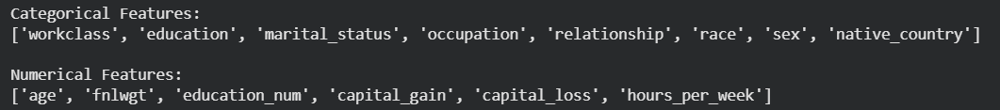 Categorical Features:
['workclass', 'education', 'marital_status', 'occupation', 'relationship', 'race', 'sex', 'native_country']
Numerical Features:
['age', 'fnlwgt', 'education_num', 'capital_gain', 'capital_loss', 'hours_per_week']